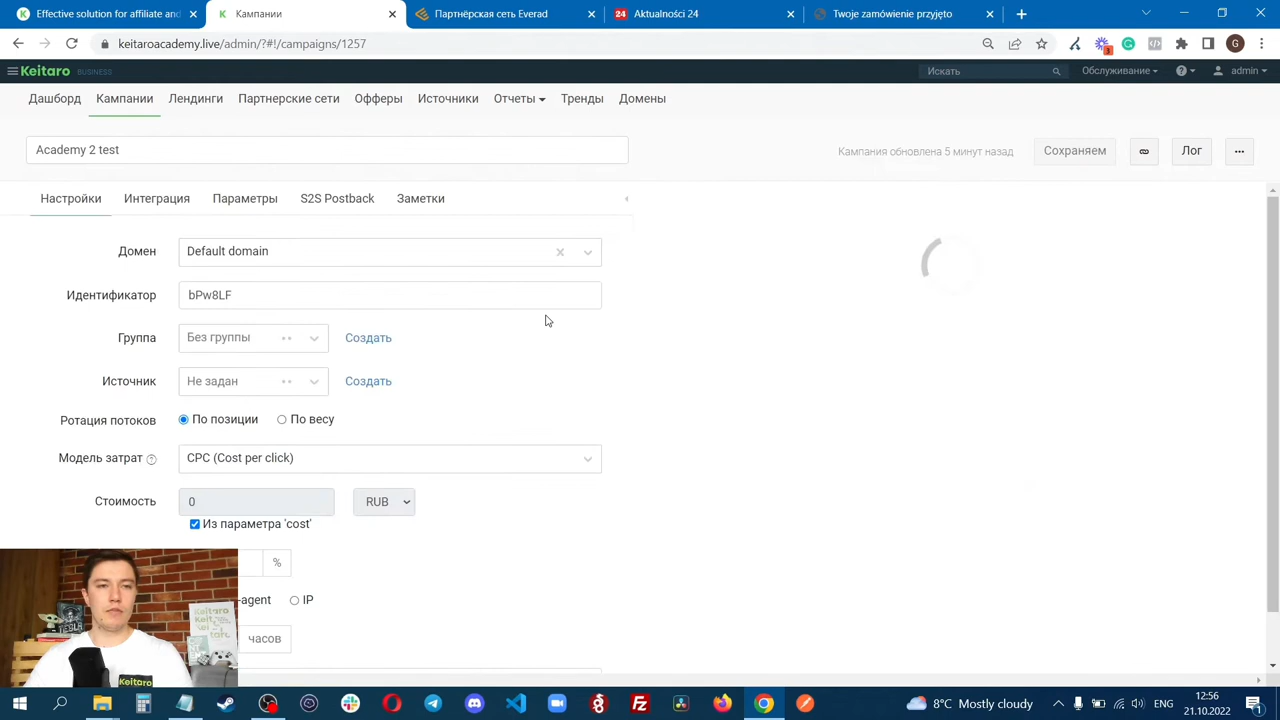 Effective solution for affiliate and
Кампании
Партнёрская сеть Everad
24 Aktualności 24
Twoje zamówienie przyjęto
keitaroacademy.live/admin/?#!/campaigns/1257
3
G
Keitaro BUSINESS
Искать
Обслуживание
admin
Дашборд Кампании Лендинги Партнерские сети Офферы Источники Отчеты Тренды Домены
Academy 2 test
Кампания обновлена 5 минут назад
Сохраняем
Лог
Настройки Интеграция Параметры S2S Postback Заметки
Домен Default domain
Идентификатор bPw8LF
Группа Без группы Создать
Источник Не задан Создать
Ротация потоков По позиции По весу
Модель затрат ? CPC (Cost per click)
Стоимость 0 RUB
Из параметра 'cost'
%
-agent IP
часов
Keitaro
8°C Mostly cloudy
ENG
12:56
21.10.2022
1